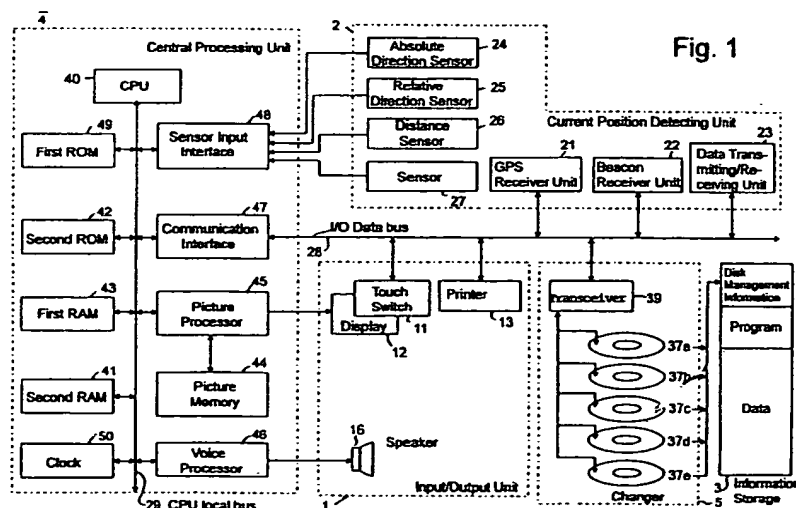 4
Central Processing Unit
40
CPU
49
First ROM
48
Sensor Input
Interface
42
Second ROM
47
Communication
Interface
43
First RAM
45
Picture
Processor
41
Second RAM
44
Picture
Memory
50
Clock
46
Voice
Processor
29
CPU local bus
2
Absolute
Direction Sensor
24
Relative
Direction Sensor
25
Distance
Sensor
26
Sensor
27
Fig. 1
Current Position Detecting Unit
21
GPS
Receiver
Unit
22
Beacon
Receiver Unit
23
Data Trans-
mitting/Re-
ceiving Unit
I/O Data bus
28
Touch
Switch
11
Display
12
Printer
13
16
Speaker
1
Input/Output Unit
Transceiver
39
37a
37b
37c
37d
37e
Changer
5
Disk
Management
Information
Program
Data
3
Information
Storage